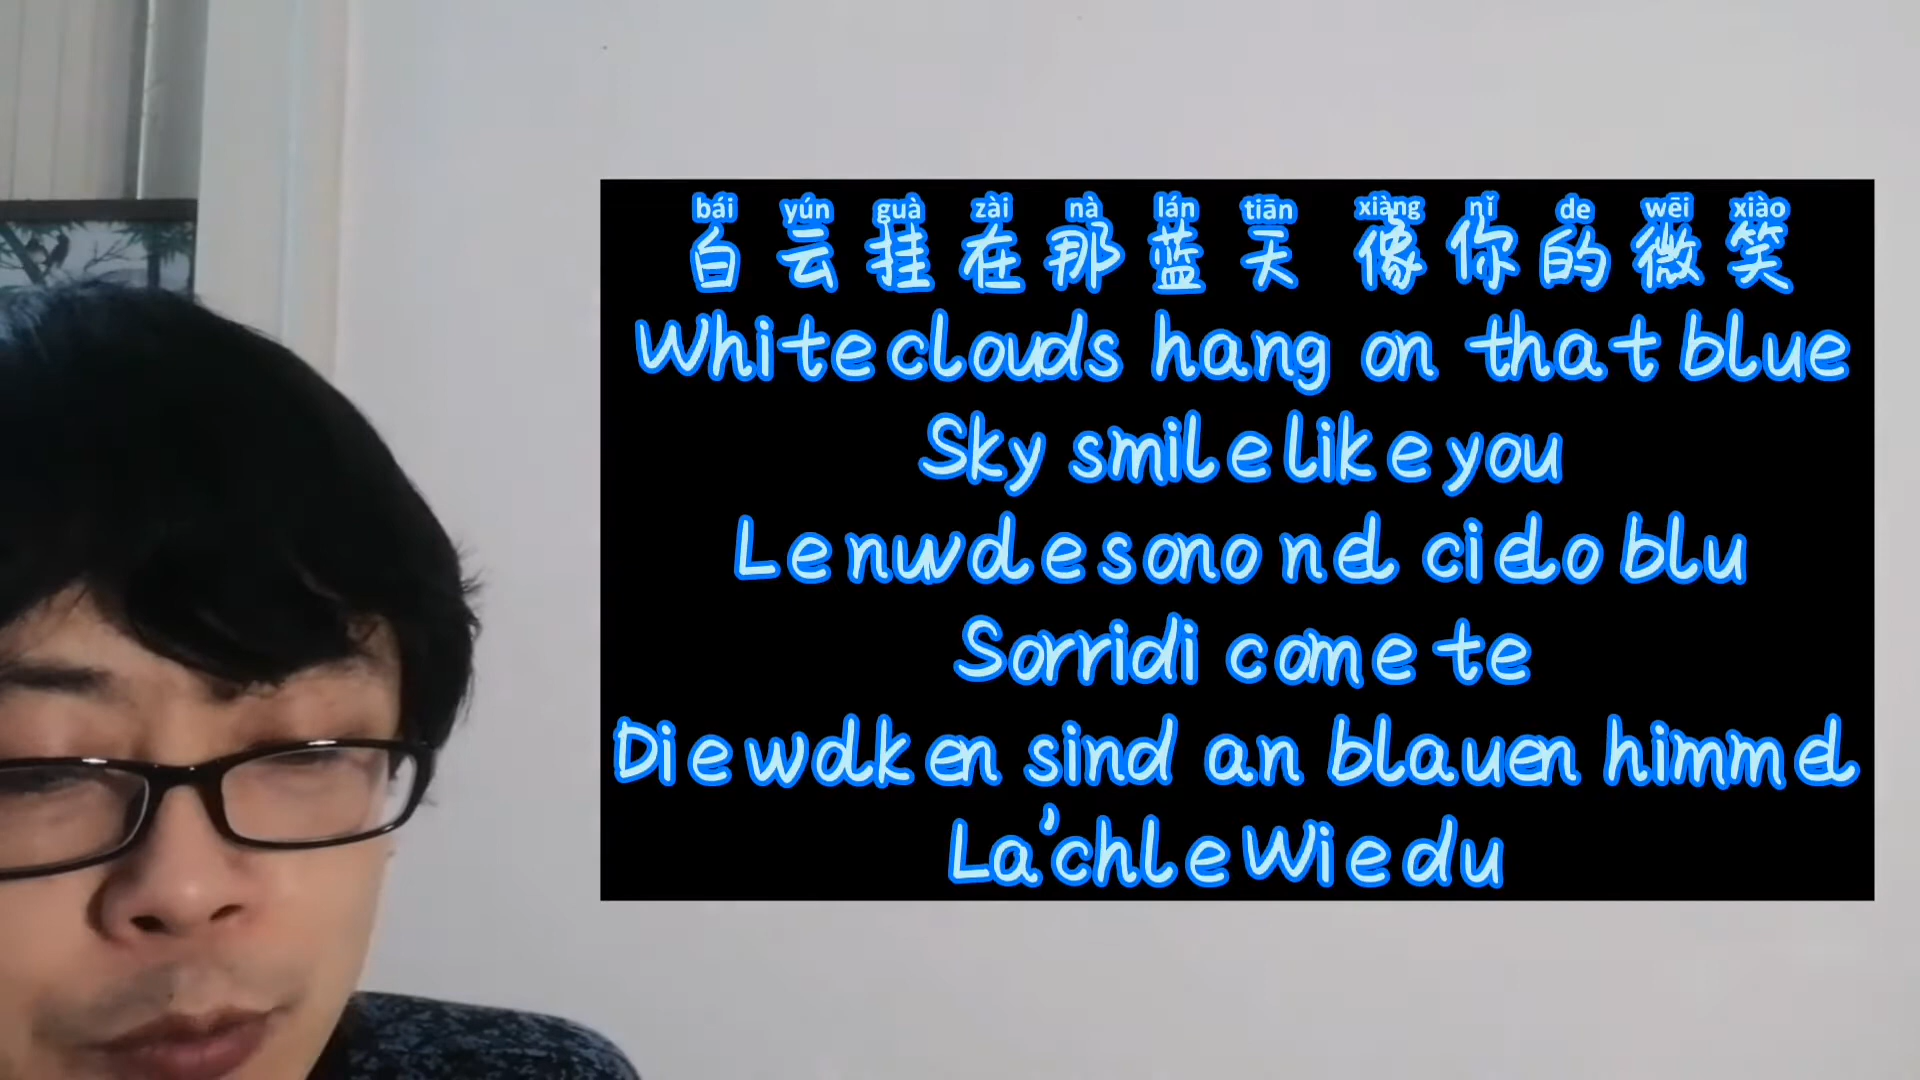 bái yún guà zài nà lán tiān xiàng nǐ de wēi xiào
白云挂在那蓝天 像你的微笑
White clouds hang on that blue
Sky smile like you
Le nuvole sono nel cielo blu
Sorridi come te
Die wolken sind an blauen himmel
La'chle Wie du